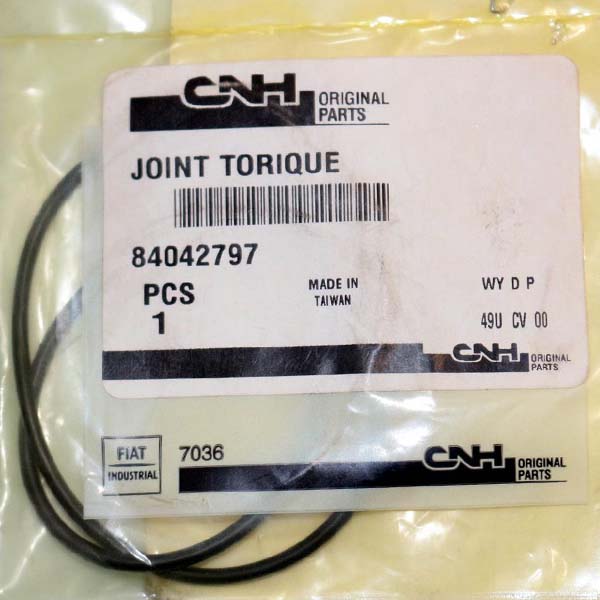 CNH ORIGINAL PARTS
JOINT TORIQUE
84042797
PCS
1
MADE IN
TAIWAN
WY D P
49U CV 00
CNH ORIGINAL PARTS
FIAT
INDUSTRIAL
7036
CNH ORIGINAL PARTS